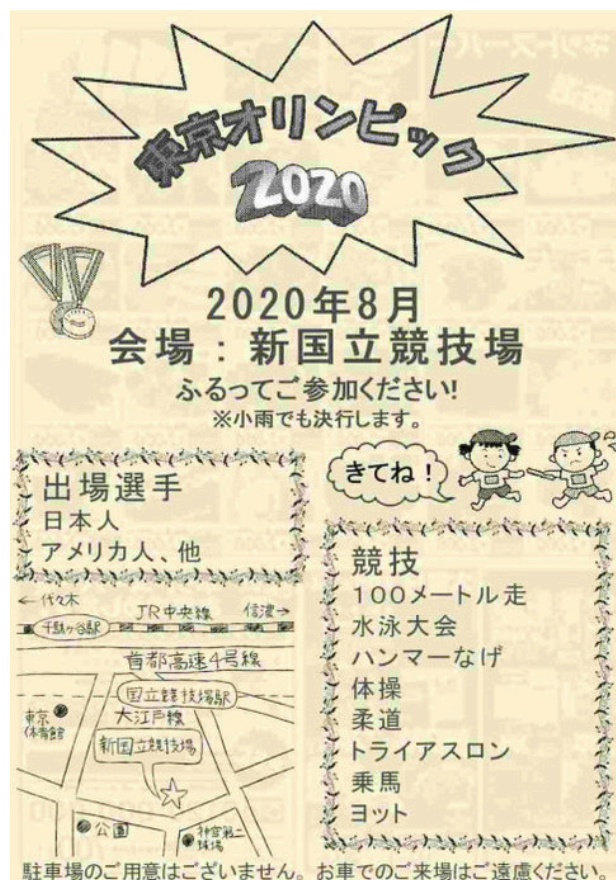 東京オリンピック
2020
2020年8月
会場：新国立競技場
ふるってご参加ください!
※小雨でも決行します。
きてね！
出場選手
日本人
アメリカ人、他
競技
100メートル走
水泳大会
ハンマーなげ
体操
柔道
トライアスロン
乗馬
ヨット
←代々木
JR中央線
信濃→
千駄ヶ谷駅
首都高速4号線
国立競技場駅
大江戸線
東京体育館
新国立競技場
公園
神宮第二
球場
駐車場のご用意はございません。お車でのご来場はご遠慮ください。